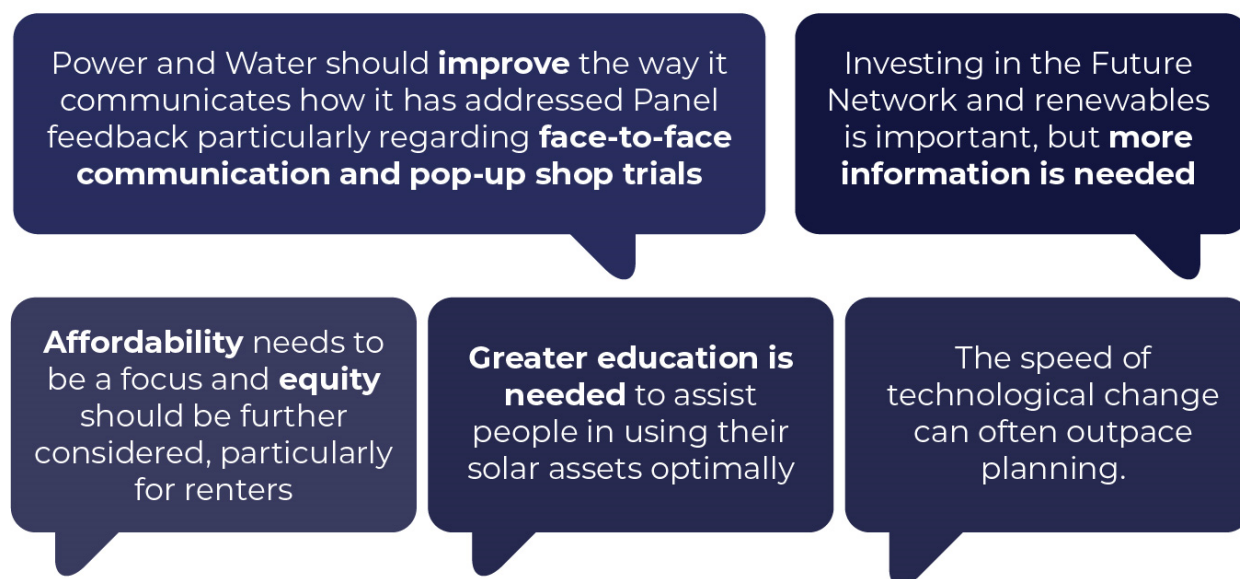 Power and Water should improve the way it
communicates how it has addressed Panel
feedback particularly regarding face-to-face
communication and pop-up shop trials
Investing in the Future
Network and renewables
is important, but more
information is needed
Affordability needs to
be a focus and equity
should be further
considered, particularly
for renters
Greater education is
needed to assist
people in using their
solar assets optimally
The speed of
technological change
can often outpace
planning.